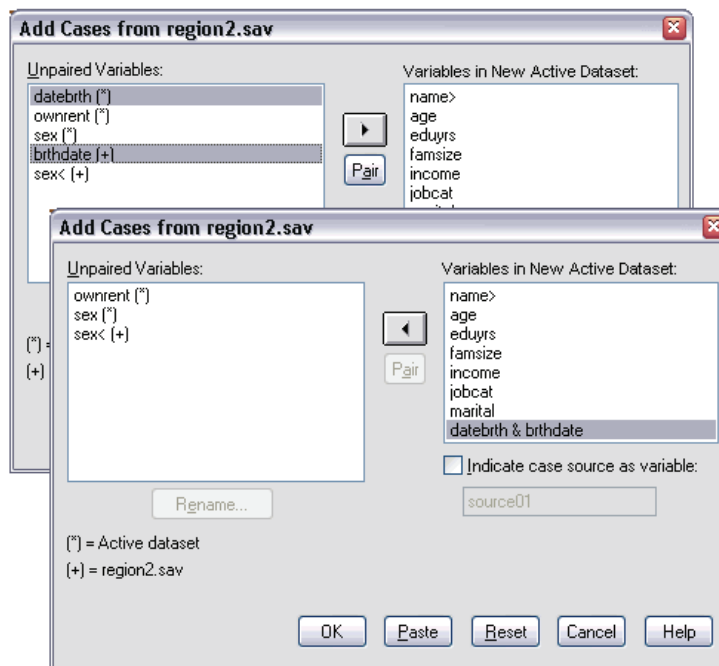 Add Cases from region2.sav
Unpaired Variables:
datebrth (*)
ownrent (*)
sex (*)
brthdate (+)
sex< (+)
Pair
Variables in New Active Dataset:
name>
age
eduyrs
famsize
income
jobcat
(*) =
(+)
Add Cases from region2.sav
Unpaired Variables:
ownrent (*)
sex (*)
sex< (+)
Rename...
(*) = Active dataset
(+) = region2.sav
Pair
Variables in New Active Dataset:
name>
age
eduyrs
famsize
income
jobcat
marital
datebrth & brthdate
Indicate case source as variable:
source01
OK
Paste
Reset
Cancel
Help